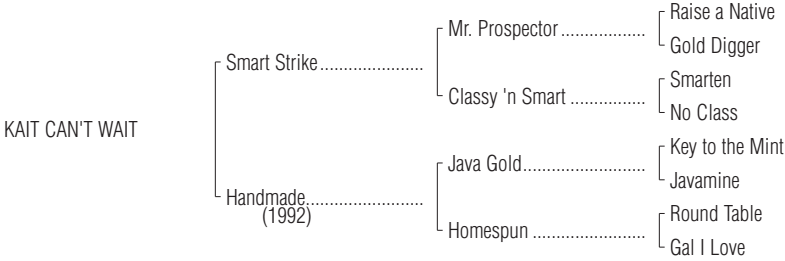 Raise a Native
Mr. Prospector..................
Gold Digger
Smart Strike......................
Smarten
Classy 'n Smart ................
No Class
KAIT CAN'T WAIT
Key to the Mint
Java Gold..........................
Javamine
Handmade.........................
(1992)
Round Table
Homespun ........................
Gal I Love